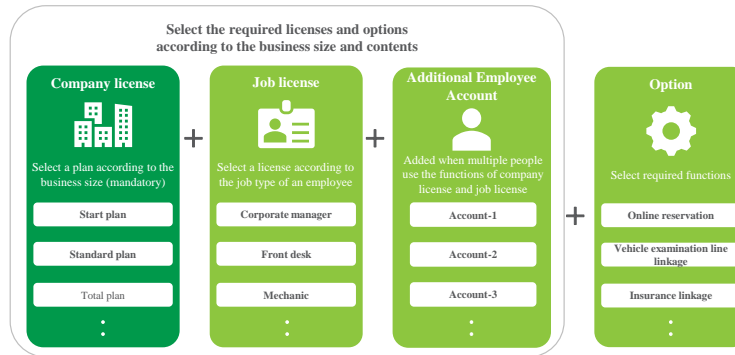 Select the required licenses and options
according to the business size and contents
Company license
Select a plan according to the
business size (mandatory)
Start plan
Standard plan
Total plan
:
+
Job license
Select a license according to
the job type of an employee
Corporate manager
Front desk
Mechanic
:
+
Additional Employee
Account
Added when multiple people
use the functions of company
license and job license
Account-1
Account-2
Account-3
:
+
Option
Select required functions
Online reservation
Vehicle examination line
linkage
Insurance linkage
: